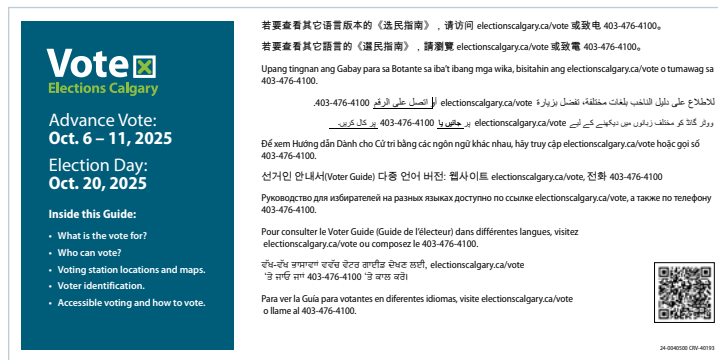 Vote
Elections Calgary
Advance Vote:
Oct. 6 – 11, 2025
Election Day:
Oct. 20, 2025
Inside this Guide:
• What is the vote for?
• Who can vote?
• Voting station locations and maps.
• Voter identification.
• Accessible voting and how to vote.
若要查看其它语言版本的《选民指南》，请访问 electionscalgary.ca/vote 或致电 403-476-4100。
若要查看其它語言的《選民指南》，請瀏覽 electionscalgary.ca/vote 或致電 403-476-4100。
Upang tingnan ang Gabay para sa Botante sa iba't ibang mga wika, bisitahin ang electionscalgary.ca/vote o tumawag sa
403-476-4100.
للاطلاع على دليل الناخب بلغات مختلفة، تفضل بزيارة electionscalgary.ca/vote أو اتصل على الرقم 403-476-4100.
ووٹر گائڈ کو مختلف زبانوں میں دیکھنے کے لیے electionscalgary.ca/vote پر جائیں یا 403-476-4100 پر کال کریں۔
Để xem Hướng dẫn Dành cho Cử tri bằng các ngôn ngữ khác nhau, hãy truy cập electionscalgary.ca/vote hoặc gọi số
403-476-4100.
선거인 안내서(Voter Guide) 다중 언어 버전: 웹사이트 electionscalgary.ca/vote, 전화 403-476-4100
Руководство для избирателей на разных языках доступно по ссылке electionscalgary.ca/vote, а также по телефону
403-476-4100.
Pour consulter le Voter Guide (Guide de l'électeur) dans différentes langues, visitez
electionscalgary.ca/vote ou composez le 403-476-4100.
ਵੱਖ-ਵੱਖ ਭਾਸਾਵਾਂ ਵਵੱਚ ਵੋਟਰ ਗਾਈਡ ਦੇਖਣ ਲਈ, electionscalgary.ca/vote
'ਤੇ ਜਾਓ ਜਾਂ 403-476-4100 'ਤੇ ਕਾਲ ਕਰੋ।
Para ver la Guía para votantes en diferentes idiomas, visite electionscalgary.ca/vote
o llame al 403-476-4100.
24-0040500 CRV-40193